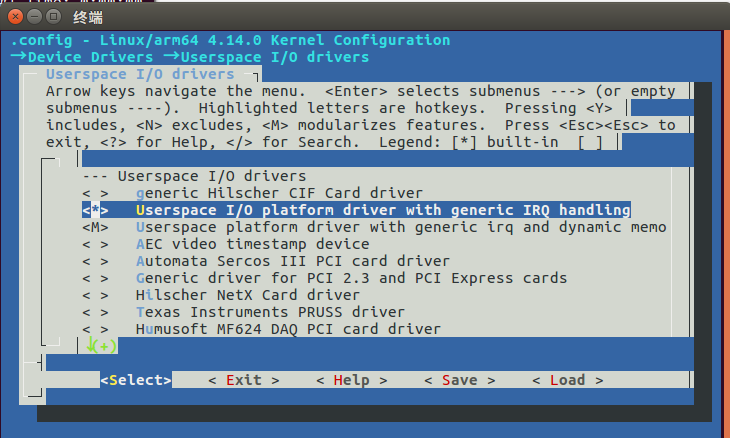 终端
.config - Linux/arm64 4.14.0 Kernel Configuration
→Device Drivers →Userspace I/O drivers
Userspace I/O drivers
Arrow keys navigate the menu.  <Enter> selects submenus ---> (or empty
submenus ----).  Highlighted letters are hotkeys.  Pressing <Y>
includes, <N> excludes, <M> modularizes features.  Press <Esc><Esc> to
exit, <?> for Help, </> for Search.  Legend: [*] built-in  [ ]
--- Userspace I/O drivers
< >   generic Hilscher CIF Card driver
<*>   Userspace I/O platform driver with generic IRQ handling
<M>   Userspace platform driver with generic irq and dynamic memo
< >   AEC video timestamp device
< >   Automata Sercos III PCI card driver
< >   Generic driver for PCI 2.3 and PCI Express cards
< >   Hilscher NetX Card driver
< >   Texas Instruments PRUSS driver
< >   Humusoft MF624 DAQ PCI card driver
↓(+)
<Select>    < Exit >    < Help >    < Save >    < Load >